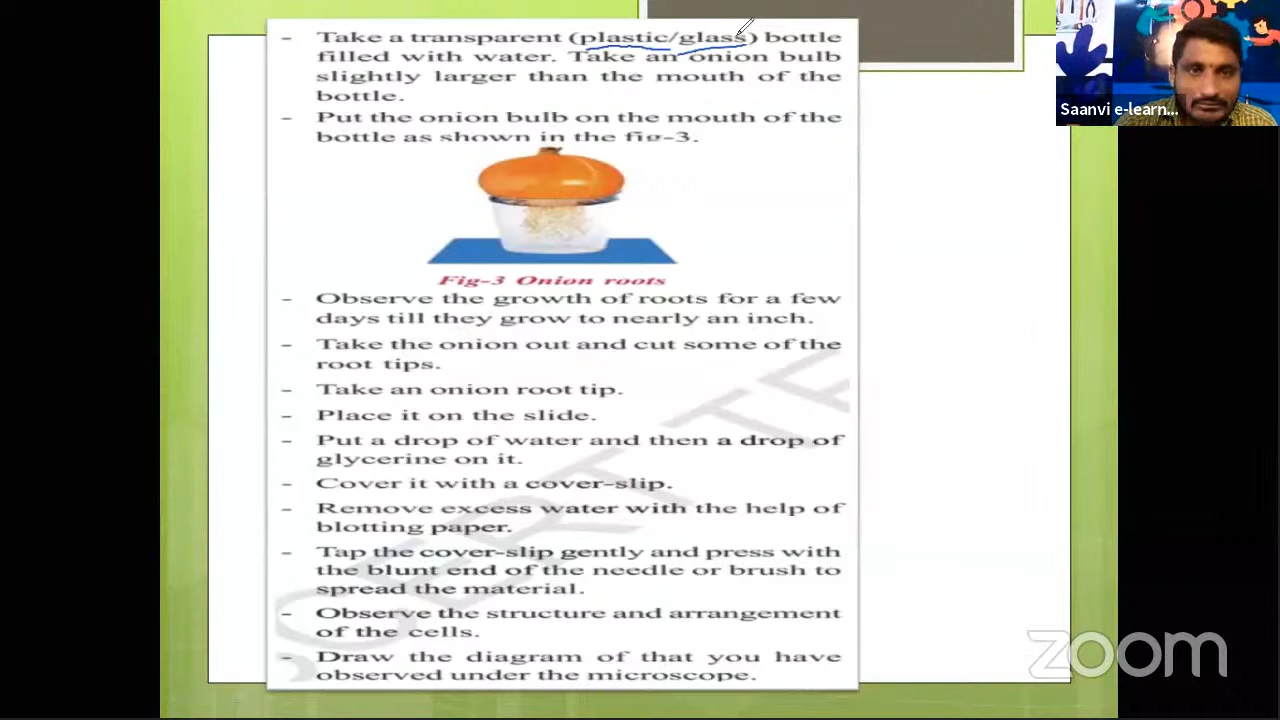 - Take a transparent (plastic/glass) bottle
filled with water. Take an onion bulb
slightly larger than the mouth of the
bottle.
- Put the onion bulb on the mouth of the
bottle as shown in the fig-3.
Fig-3 Onion roots
- Observe the growth of roots for a few
days till they grow to nearly an inch.
- Take the onion out and cut some of the
root tips.
- Take an onion root tip.
- Place it on the slide.
- Put a drop of water and then a drop of
glycerine on it.
- Cover it with a cover-slip.
- Remove excess water with the help of
blotting paper.
- Tap the cover-slip gently and press with
the blunt end of the needle or brush to
spread the material.
- Observe the structure and arrangement
of the cells.
- Draw the diagram of that you have
observed under the microscope.
Saanvi e-learn...
zoom